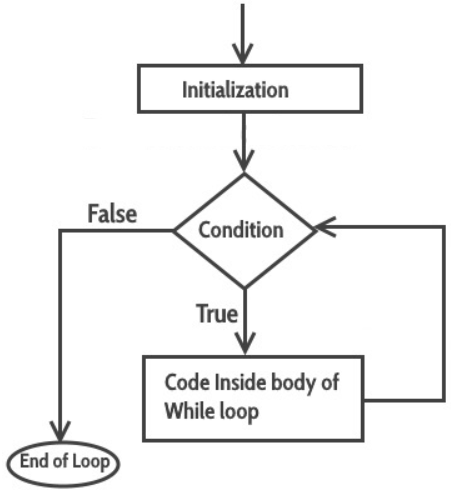 Initialization
False
Condition
True
Code Inside body of
While loop
End of Loop